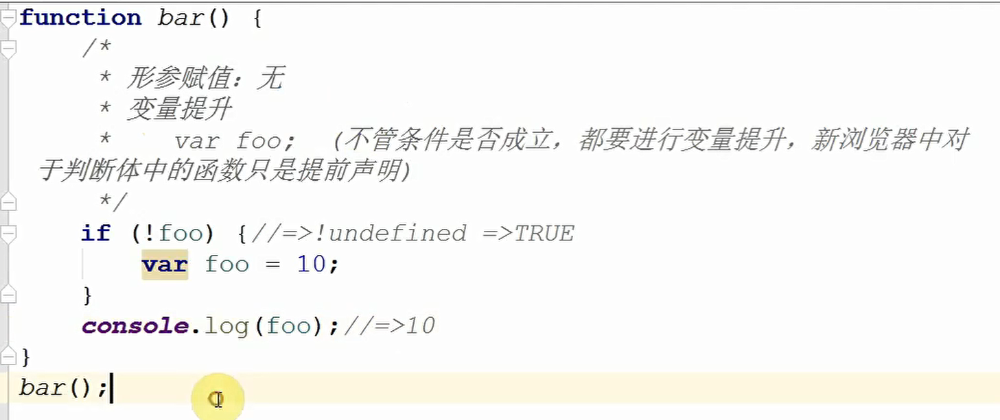 function bar() {
/*
* 形参赋值：无
* 变量提升
* var foo; (不管条件是否成立，都要进行变量提升，新浏览器中对
于判断体中的函数只是提前声明)
*/
if (!foo) {//=>!undefined =>TRUE
var foo = 10;
}
console.log(foo);//=>10
}
bar();